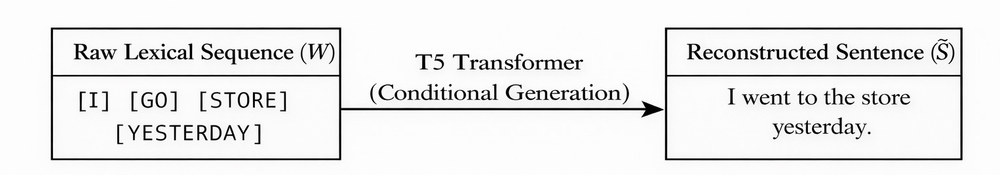 Raw Lexical Sequence (W)
[I] [GO] [STORE]
[YESTERDAY]
T5 Transformer
(Conditional Generation)
Reconstructed Sentence (S̃)
I went to the store
yesterday.